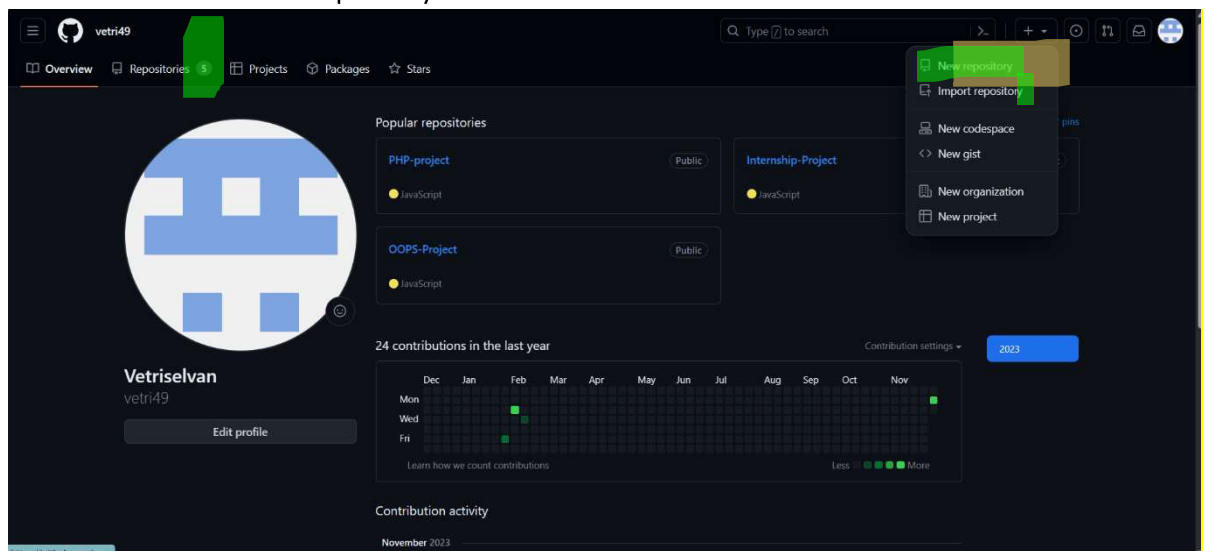 vetri49
Type / to search
Overview Repositories 5 Projects Packages Stars
New repository
Import repository
New codespace
New gist
New organization
New project
Popular repositories
pins
PHP-project Public
JavaScript
Internship-Project
JavaScript
OOPS-Project Public
JavaScript
24 contributions in the last year
Contribution settings
2023
Dec Jan Feb Mar Apr May Jun Jul Aug Sep Oct Nov
Mon
Wed
Fri
Learn how we count contributions
Less More
Vetriselvan
vetri49
Edit profile
Contribution activity
November 2023